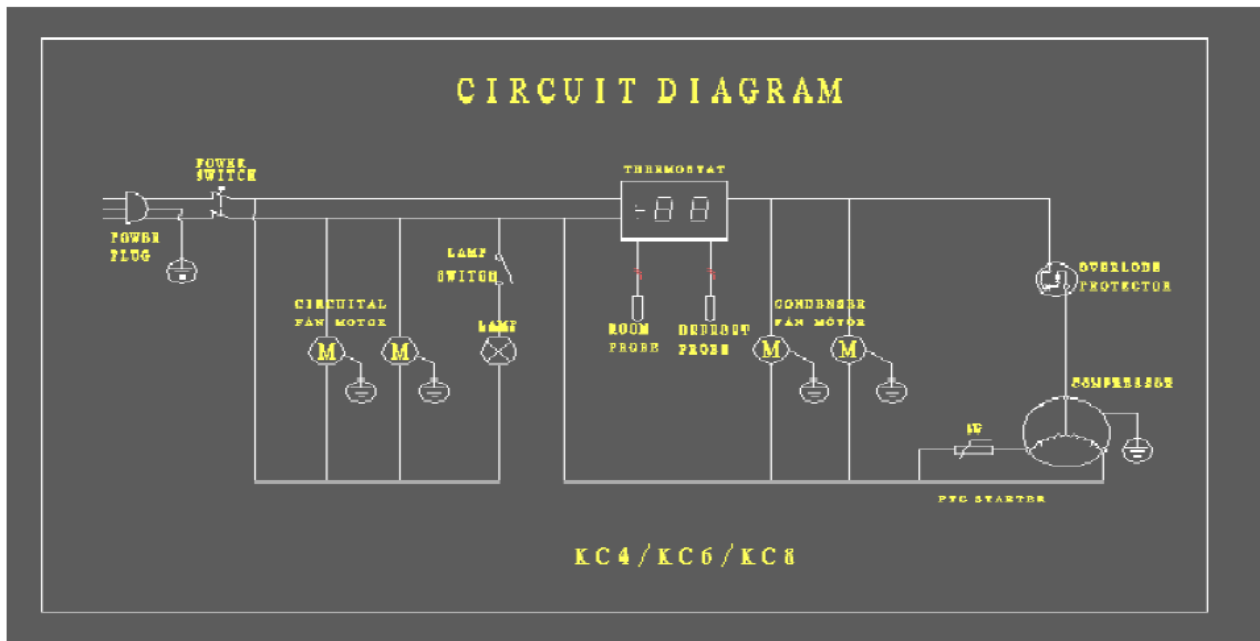 CIRCUIT DIAGRAM
POWER
SWITCH
THERMOSTAT
POWER
PLUG
LAMP
SWITCH
OVERLODE
PROTECTOR
CIRCUITAL
FAN MOTOR
LAMP
ROOM
PROBE
DEFROST
PROBE
CONDENSER
FAN MOTOR
M
M
M
M
COMPRESSOR
PTC STARTER
KC4/KC6/KC8